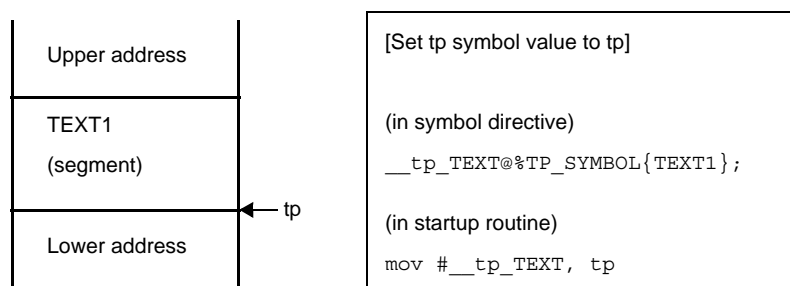 Upper address
TEXT1
(segment)
tp
Lower address
[Set tp symbol value to tp]
(in symbol directive)
__tp_TEXT@%TP_SYMBOL{TEXT1};
(in startup routine)
mov #__tp_TEXT, tp